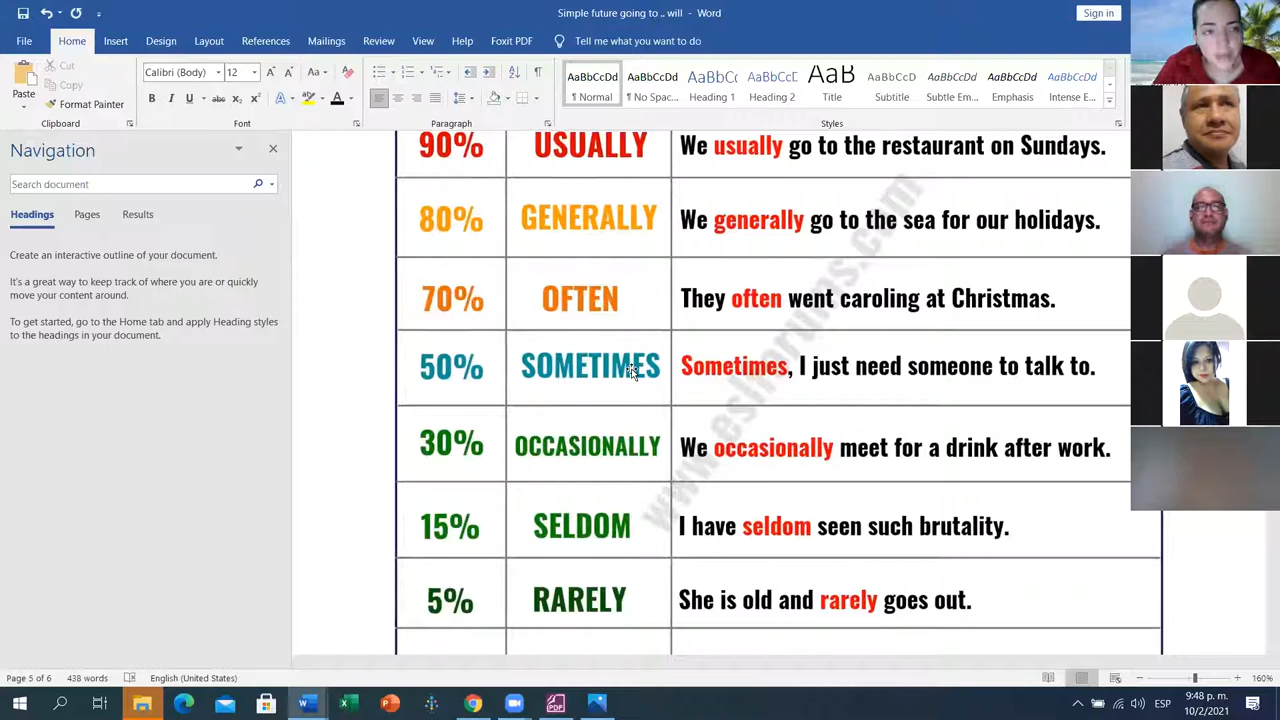 Simple future going to .. will - Word
Sign in
File Home Insert Design Layout References Mailings Review View Help Foxit PDF Tell me what you want to do
Paste
Cut
Copy
Format Painter
Calibri (Body) 12
Aa
B I U abc X₂ X²
AaBbCcDd AaBbCcDd AaBbC( AaBbCcD AaB AaBbCcD AaBbCcDd AaBbCcDd AaBbCcDd
¶ Normal ¶ No Spac... Heading 1 Heading 2 Title Subtitle Subtle Em... Emphasis Intense E...
Clipboard Font Paragraph Styles
Navigation
Search document
Headings Pages Results
Create an interactive outline of your document.
It's a great way to keep track of where you are or quickly
move your content around.
To get started, go to the Home tab and apply Heading styles
to the headings in your document.
90% USUALLY We usually go to the restaurant on Sundays.
80% GENERALLY We generally go to the sea for our holidays.
70% OFTEN They often went caroling at Christmas.
50% SOMETIMES Sometimes, I just need someone to talk to.
30% OCCASIONALLY We occasionally meet for a drink after work.
15% SELDOM I have seldom seen such brutality.
5% RARELY She is old and rarely goes out.
www.eslforums.com
Page 5 of 6 438 words English (United States)
160%
ESP
9:48 p. m.
10/2/2021